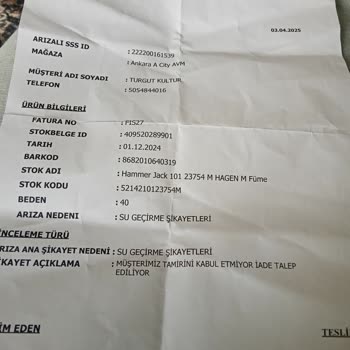 03.04.2025
ARIZALI SSS ID : 222200161539
MAĞAZA : Ankara A City AVM
MÜŞTERİ ADI SOYADI : TURGUT KULTUR
TELEFON : 5054844016
ÜRÜN BİLGİLERİ
FATURA NO : F1527
STOKBELGE ID : 409520289901
TARIH : 01.12.2024
BARKOD : 8682010640319
STOK ADI : Hammer Jack 101 23754 M HAGEN M Füme
STOK KODU : 5214210123754M
BEDEN : 40
ARIZA NEDENİ : SU GEÇİRME ŞİKAYETLERİ
İNCELEME TÜRÜ
ARIZA ANA ŞİKAYET NEDENİ : SU GEÇİRME ŞİKAYETLERİ
ŞİKAYET AÇIKLAMA : MÜŞTERİMİZ TAMİRİNİ KABUL ETMİYOR İADE TALEP
EDİLİYOR
İM EDEN
TESLİ